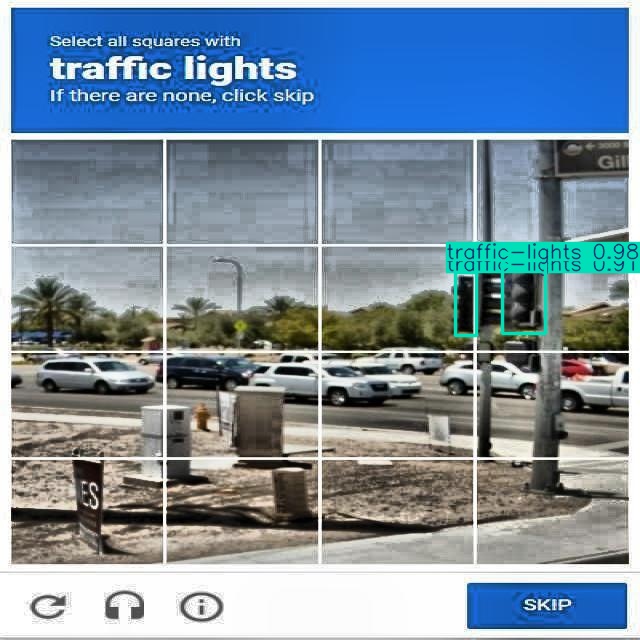 Select all squares with
traffic lights
If there are none, click skip
← 3000
Gil
traffic-lights 0.98
traffic-lights 0.91
ES
SKIP